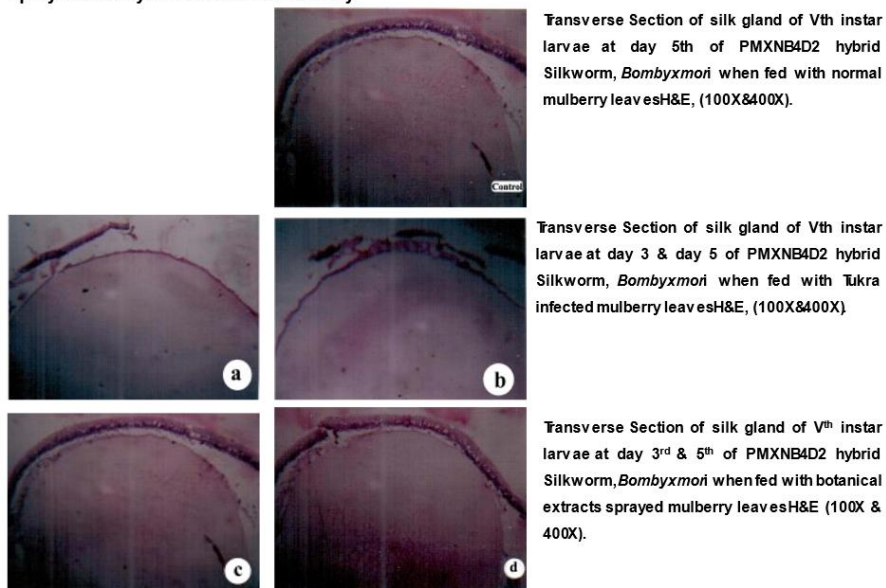 Transverse Section of silk gland of Vth instar
larvae at day 5th of PMXNB4D2 hybrid
Silkworm, Bombyxmori when fed with normal
mulberry leavesH&E, (100X&400X).
Control
Transverse Section of silk gland of Vth instar
larvae at day 3 & day 5 of PMXNB4D2 hybrid
Silkworm, Bombyxmori when fed with Tukra
infected mulberry leavesH&E, (100X&400X).
a
b
Transverse Section of silk gland of Vth instar
larvae at day 3rd & 5th of PMXNB4D2 hybrid
Silkworm,Bombyxmori when fed with botanical
extracts sprayed mulberry leavesH&E (100X &
400X).
c
d